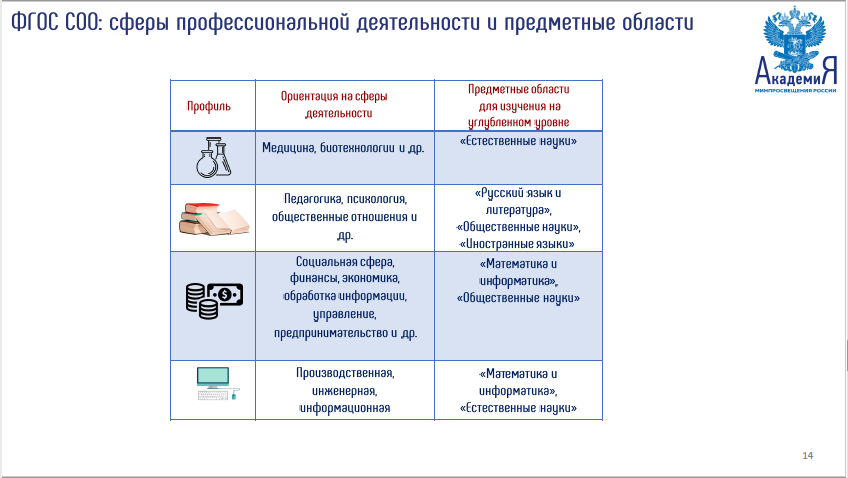 ФГОС СОО: сферы профессиональной деятельности и предметные области
АкадемиЯ
МИНПРОСВЕЩЕНИЯ РОССИИ
Профиль
Ориентация на сферы
деятельности
Предметные области
для изучения на
углубленном уровне
Медицина, биотехнологии и др.
«Естественные науки»
Педагогика, психология,
общественные отношения и
др.
«Русский язык и
литература»,
«Общественные науки»,
«Иностранные языки»
Социальная сфера,
финансы, экономика,
обработка информации,
управление,
предпринимательство и др.
«Математика и
информатика»,
«Общественные науки»
Производственная,
инженерная,
информационная
«Математика и
информатика»,
«Естественные науки»
14